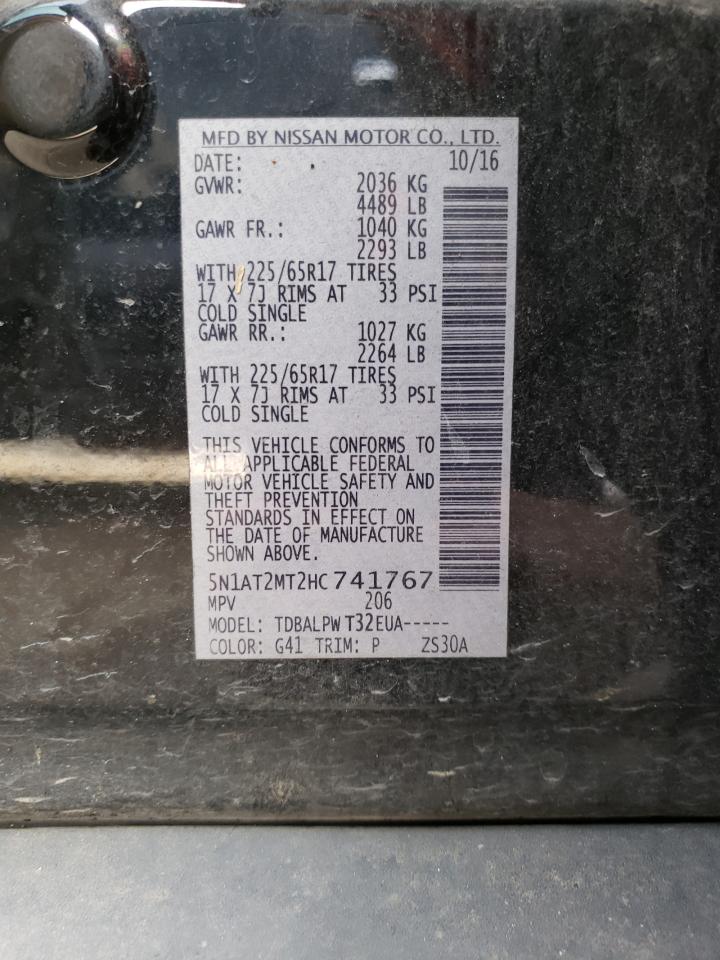 MFD BY NISSAN MOTOR CO., LTD.
DATE: 10/16
GVWR: 2036 KG
4489 LB
GAWR FR.: 1040 KG
2293 LB
WITH 225/65R17 TIRES
17 X 7J RIMS AT 33 PSI
COLD SINGLE
GAWR RR.: 1027 KG
2264 LB
WITH 225/65R17 TIRES
17 X 7J RIMS AT 33 PSI
COLD SINGLE
THIS VEHICLE CONFORMS TO
ALL APPLICABLE FEDERAL
MOTOR VEHICLE SAFETY AND
THEFT PREVENTION
STANDARDS IN EFFECT ON
THE DATE OF MANUFACTURE
SHOWN ABOVE.
5N1AT2MT2HC741767
MPV 206
MODEL: TDBALPWT32EUA-----
COLOR: G41 TRIM: P ZS30A